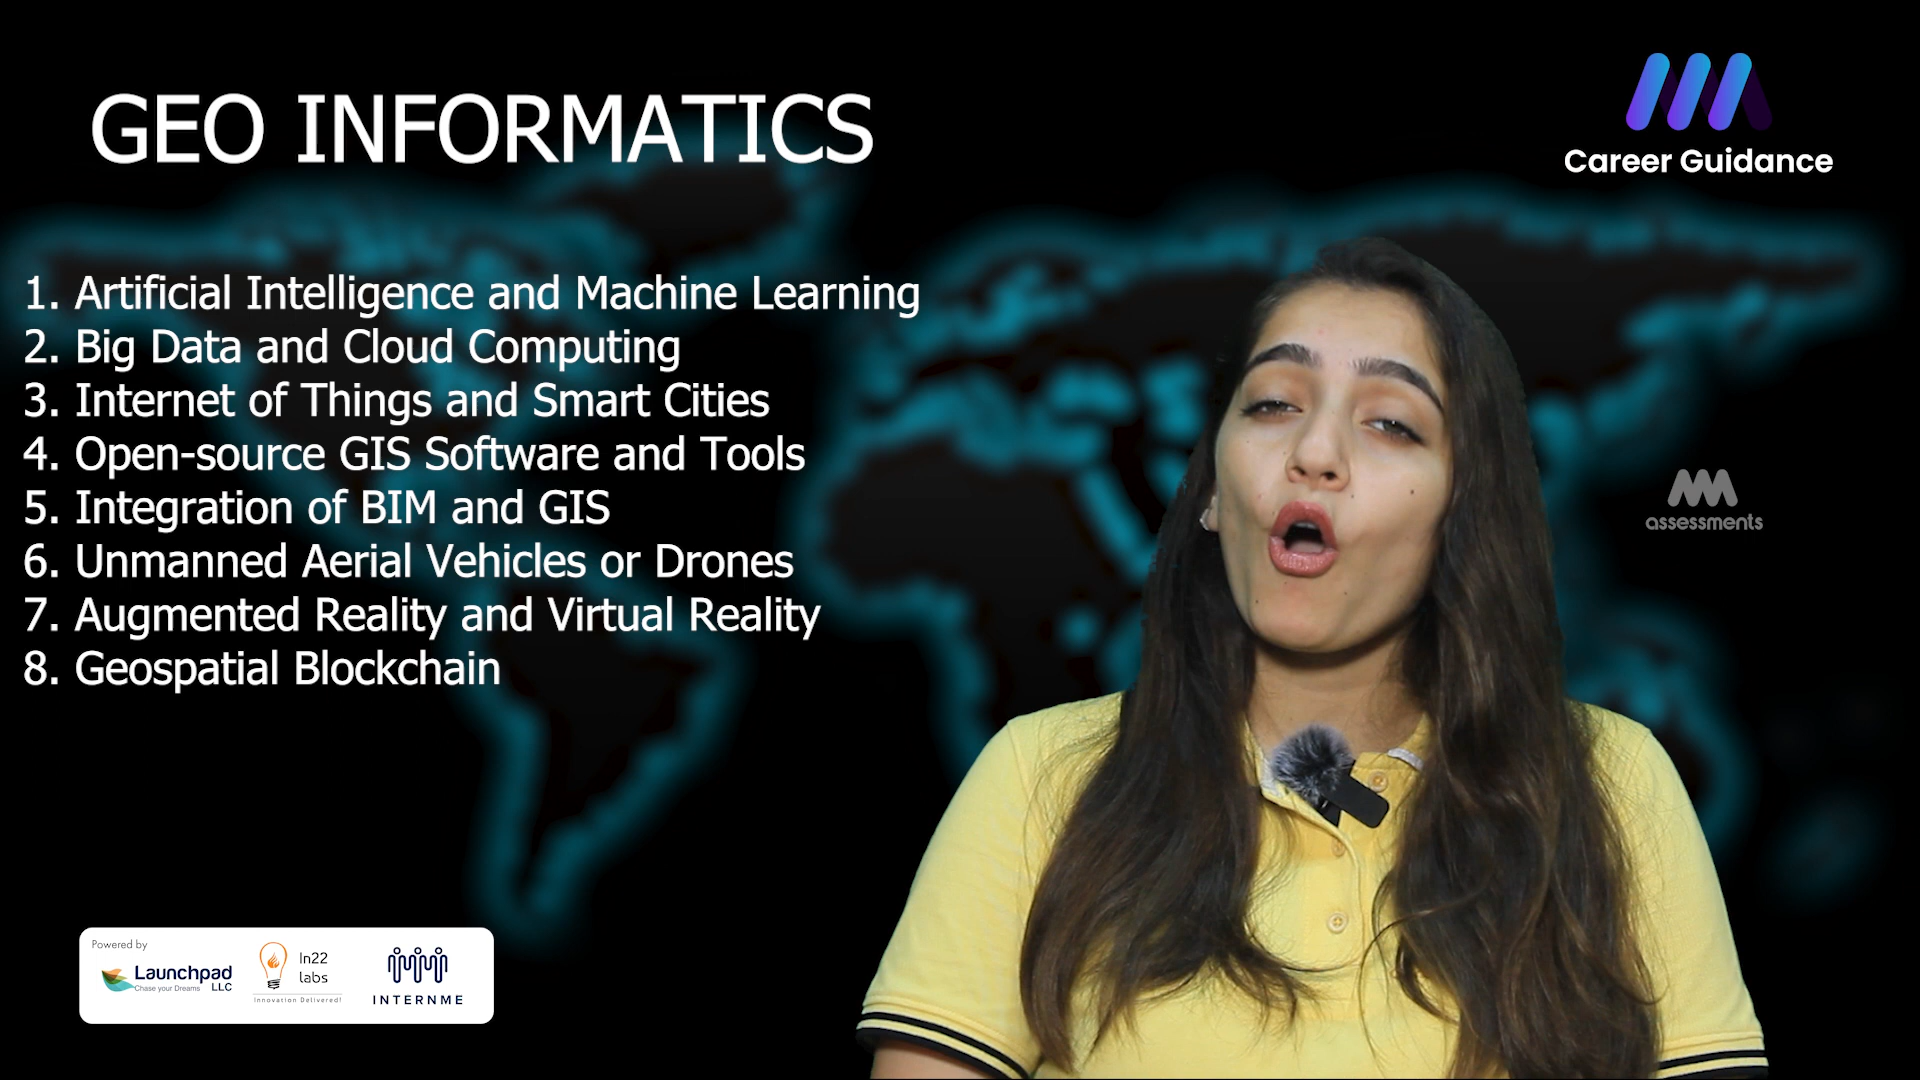 GEO INFORMATICS
Career Guidance
1. Artificial Intelligence and Machine Learning
2. Big Data and Cloud Computing
3. Internet of Things and Smart Cities
4. Open-source GIS Software and Tools
5. Integration of BIM and GIS
6. Unmanned Aerial Vehicles or Drones
7. Augmented Reality and Virtual Reality
8. Geospatial Blockchain
assessments
Powered by
Launchpad
Chase your Dreams LLC
In22
labs
Innovation Delivered!
INTERNME